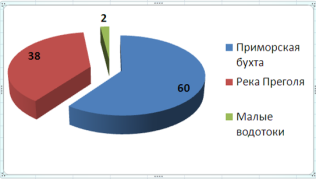 2
38
60
Приморская
бухта
Река Преголя
Малые
водотоки